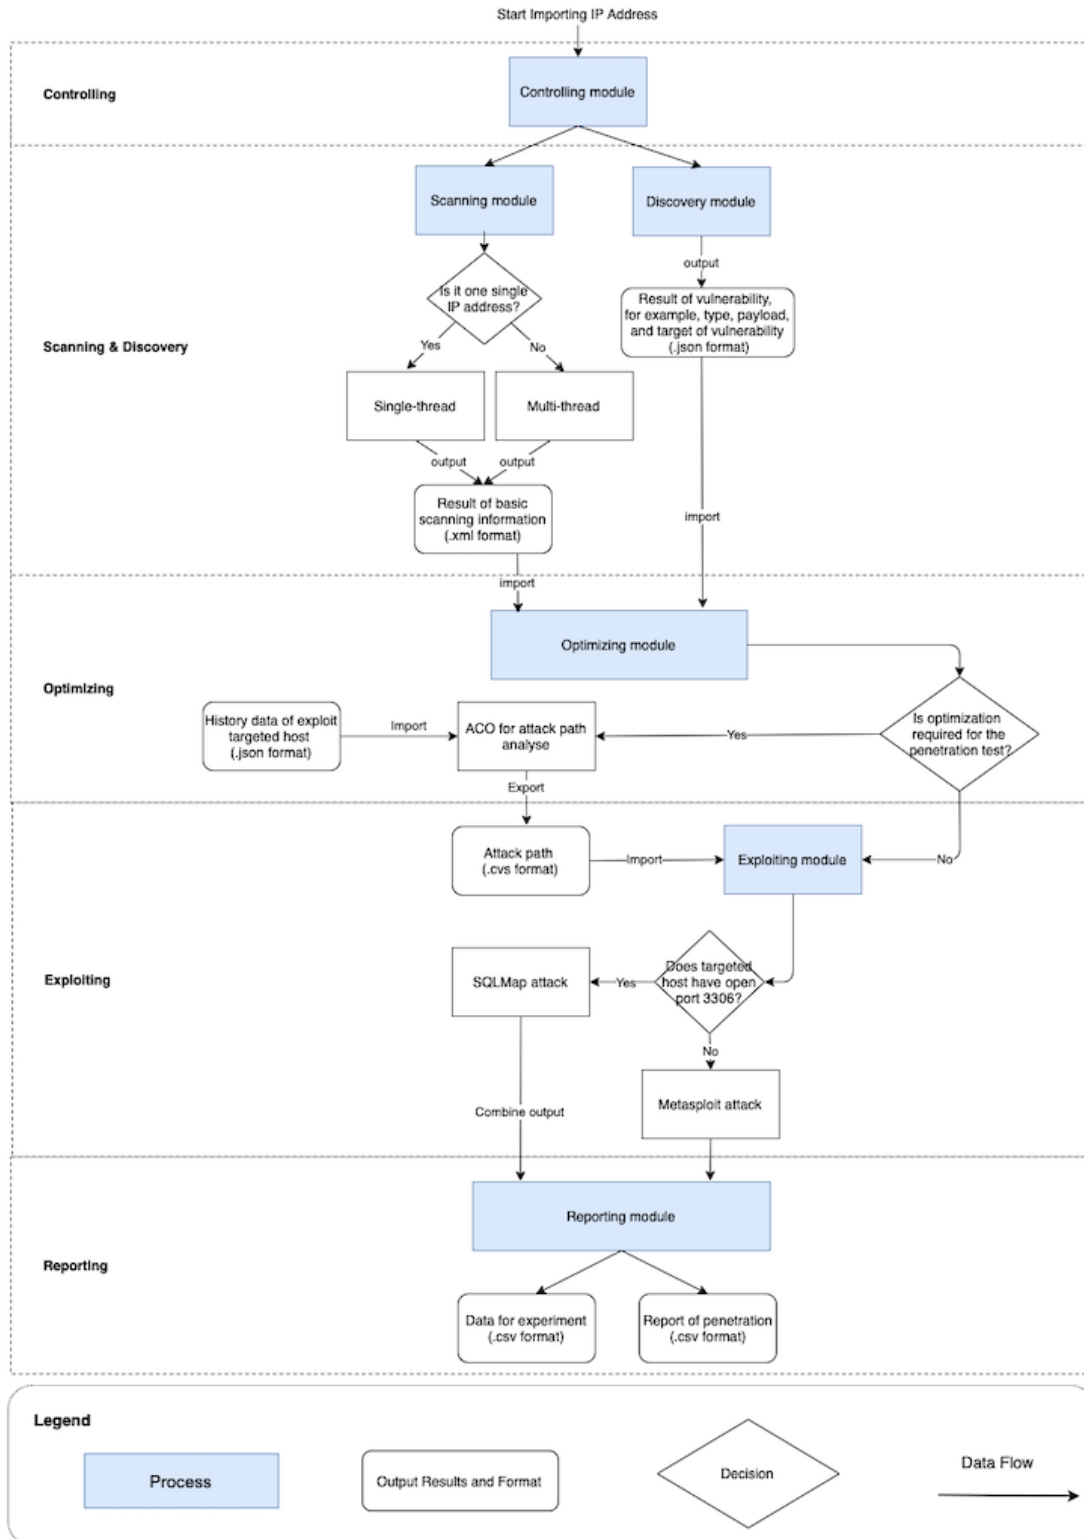 Start Importing IP Address
Controlling
Controlling module
Scanning module
Discovery module
output
Is it one single
IP address?
Result of vulnerability,
for example, type, payload,
and target of vulnerability
(.json format)
Scanning & Discovery
Yes
No
Single-thread
Multi-thread
output
output
Result of basic
scanning information
(.xml format)
import
import
Optimizing module
Optimizing
History data of exploit
targeted host
(.json format)
Import
ACO for attack path
analyse
Yes
Is optimization
required for the
penetration test?
Export
Attack path
(.cvs format)
Import
Exploiting module
No
Exploiting
SQLMap attack
Yes
Does targeted
host have open
port 3306?
No
Metasploit attack
Combine output
Reporting module
Reporting
Data for experiment
(.csv format)
Report of penetration
(.csv format)
Legend
Process
Output Results and Format
Decision
Data Flow